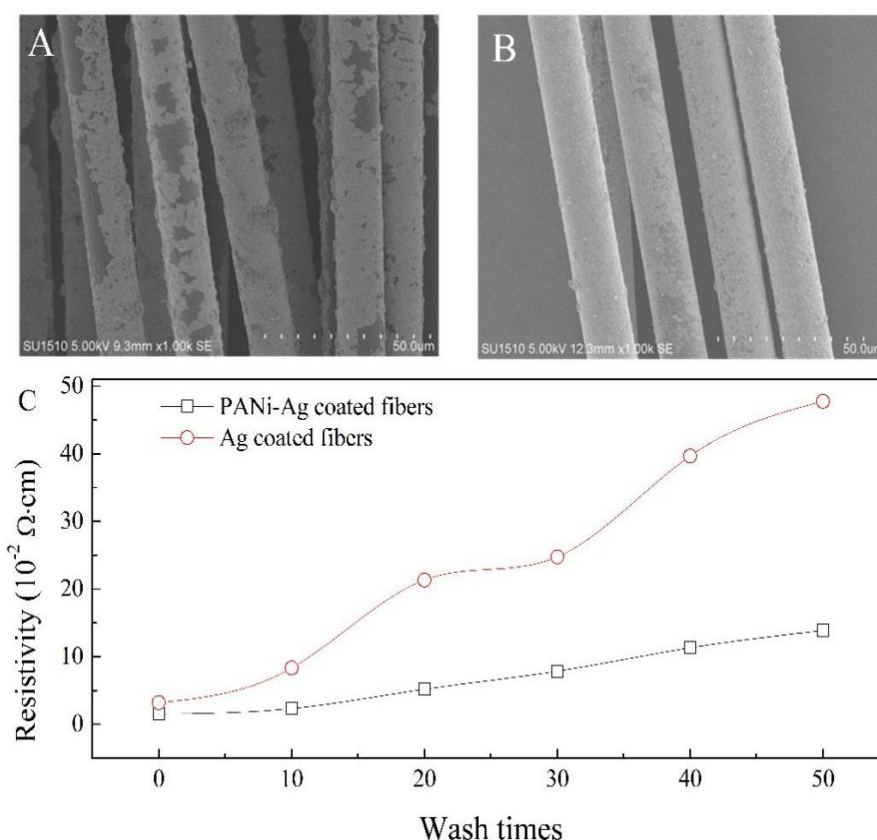 A
SU1510 5.00kV 9.3mm x1.00k SE 50.0um
B
SU1510 5.00kV 12.3mm x1.00k SE 50.0um
C
PANi-Ag coated fibers
Ag coated fibers
Resistivity (10⁻² Ω·cm)
50
40
30
20
10
0
0 10 20 30 40 50
Wash times